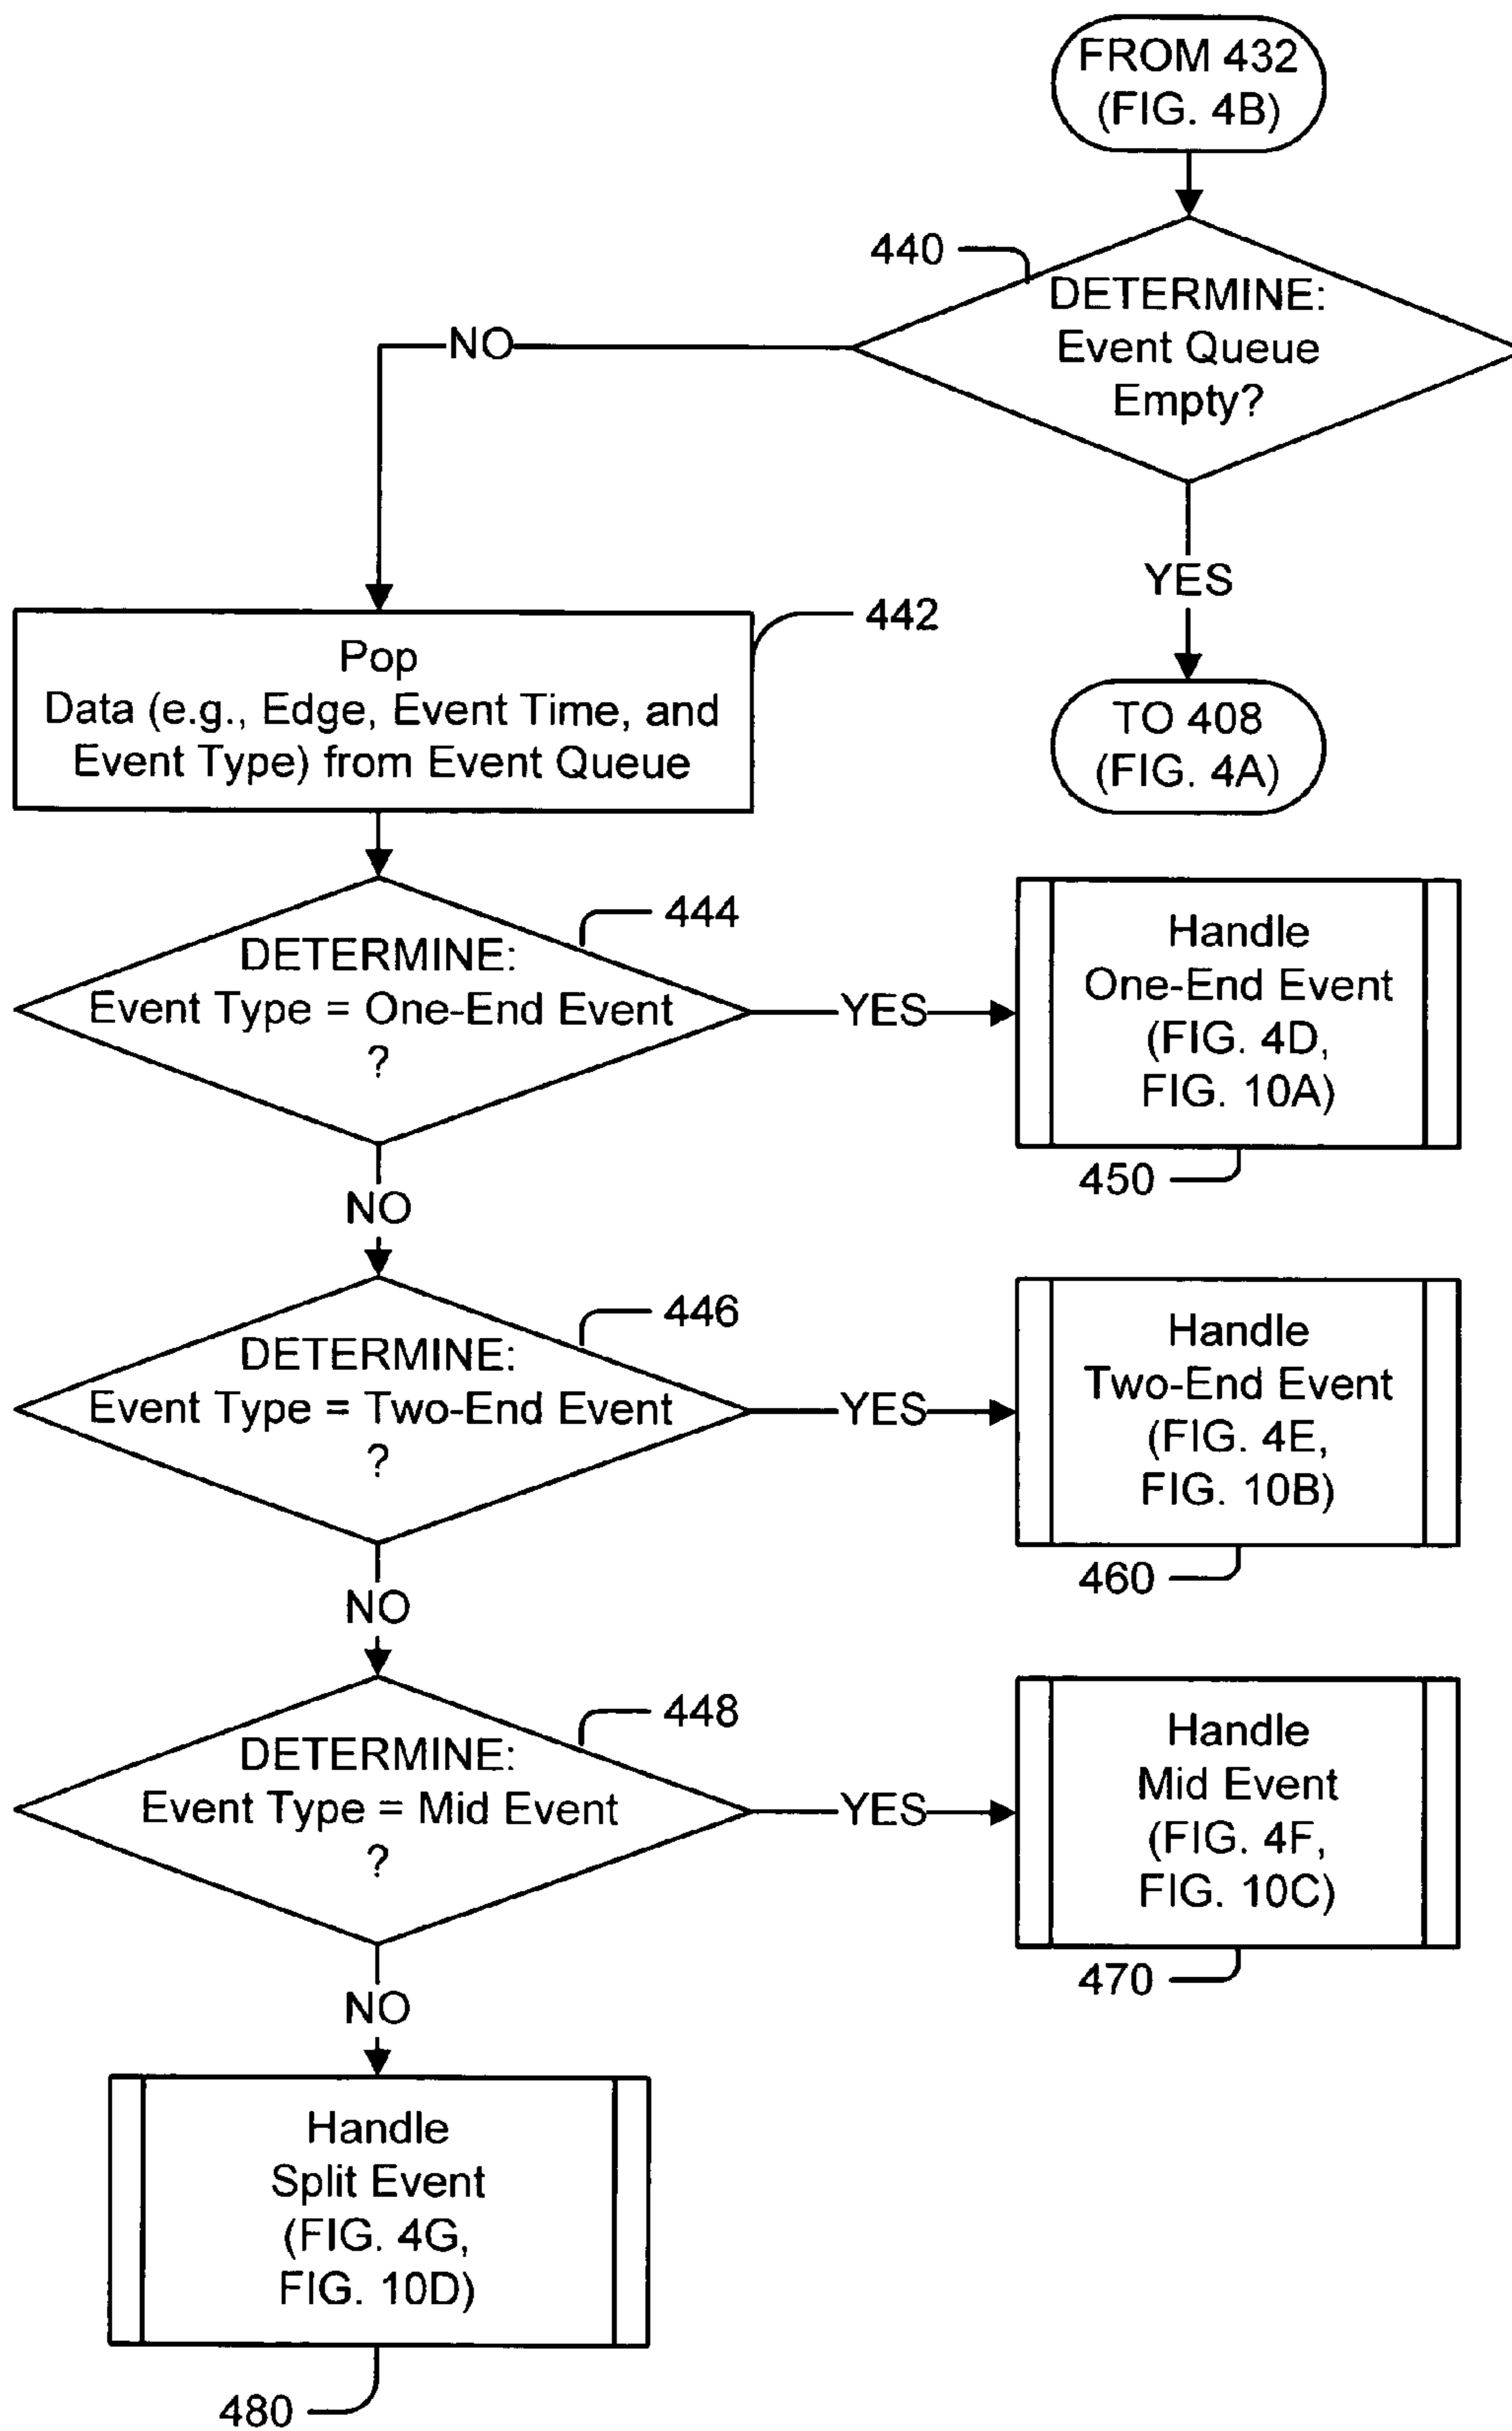 FROM 432
(FIG. 4B)
440
DETERMINE:
Event Queue
Empty?
NO
YES
442
Pop
Data (e.g., Edge, Event Time, and
Event Type) from Event Queue
TO 408
(FIG. 4A)
444
DETERMINE:
Event Type = One-End Event
?
YES
Handle
One-End Event
(FIG. 4D,
FIG. 10A)
450
NO
446
DETERMINE:
Event Type = Two-End Event
?
YES
Handle
Two-End Event
(FIG. 4E,
FIG. 10B)
460
NO
448
DETERMINE:
Event Type = Mid Event
?
YES
Handle
Mid Event
(FIG. 4F,
FIG. 10C)
470
NO
Handle
Split Event
(FIG. 4G,
FIG. 10D)
480